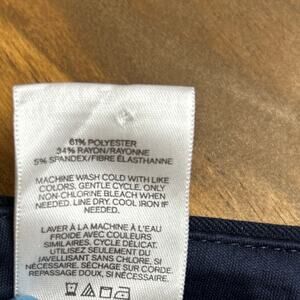 61% POLYESTER
34% RAYON/RAYONNE
5% SPANDEX/FIBRE ÉLASTHANNE
MACHINE WASH COLD WITH LIKE
COLORS. GENTLE CYCLE. ONLY
NON-CHLORINE BLEACH WHEN
NEEDED. LINE DRY. COOL IRON IF
NEEDED.
LAVER À LA MACHINE À L'EAU
FROIDE AVEC COULEURS
SIMILAIRES. CYCLE DÉLICAT.
UTILISEZ SEULEMENT DU
JAVELLISANT SANS CHLORE, SI
NÉCESSAIRE. SÉCHAGE SUR CORDE.
REPASSAGE DOUX, SI NÉCESSAIRE.